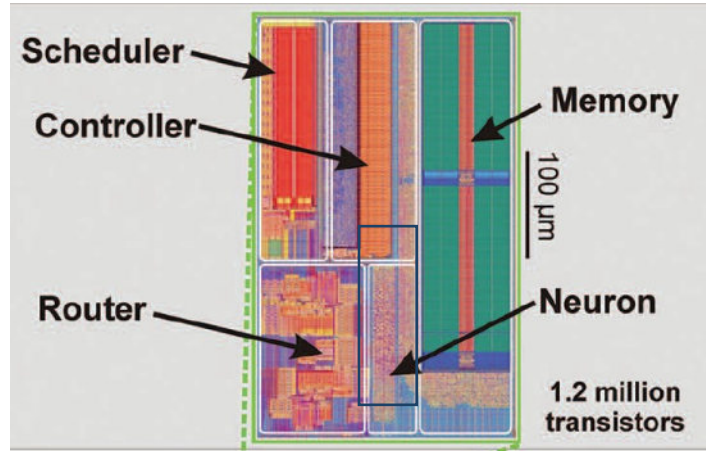 Scheduler
Controller
Memory
100 µm
Router
Neuron
1.2 million
transistors